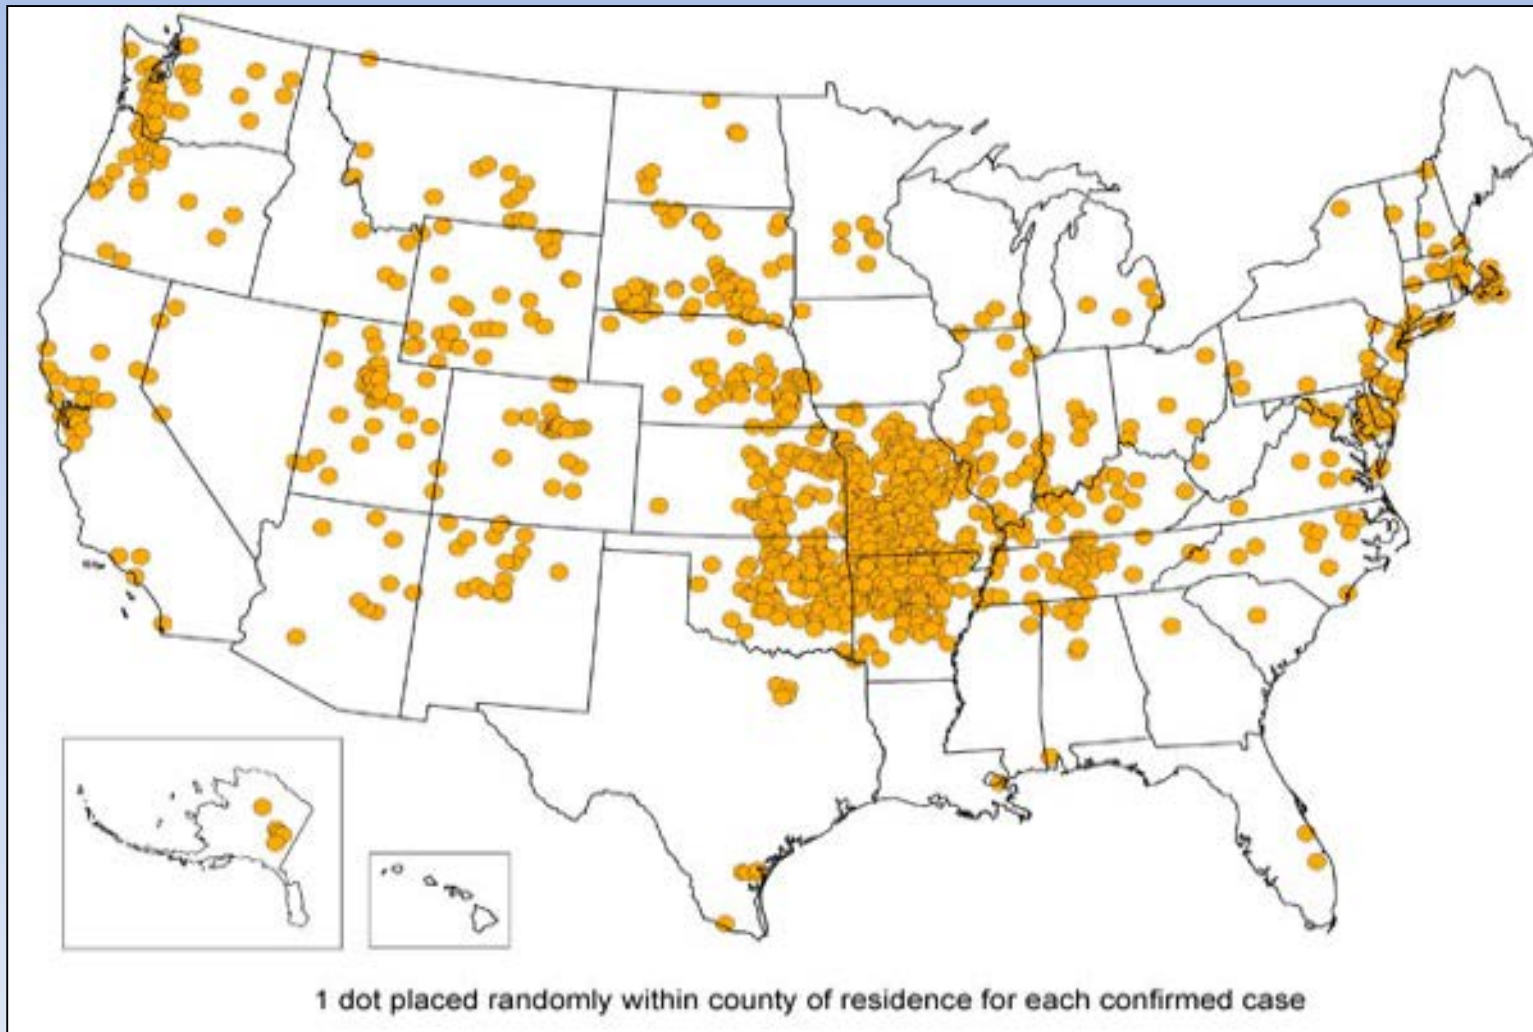 1 dot placed randomly within county of residence for each confirmed case